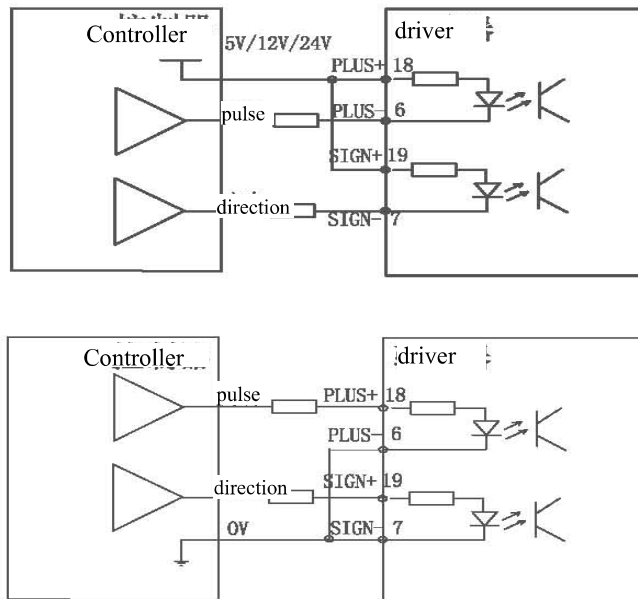 Controller
driver
5V/12V/24V
PLUS+ 18
pulse
PLUS- 6
SIGN+ 19
direction
SIGN- 7
Controller
driver
pulse
PLUS+ 18
PLUS- 6
SIGN+ 19
direction
0V
SIGN- 7